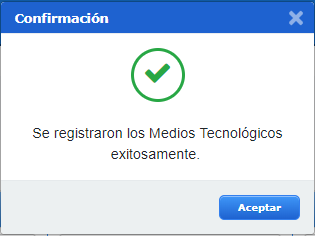 Confirmación
Se registraron los Medios Tecnológicos
exitosamente.
Aceptar